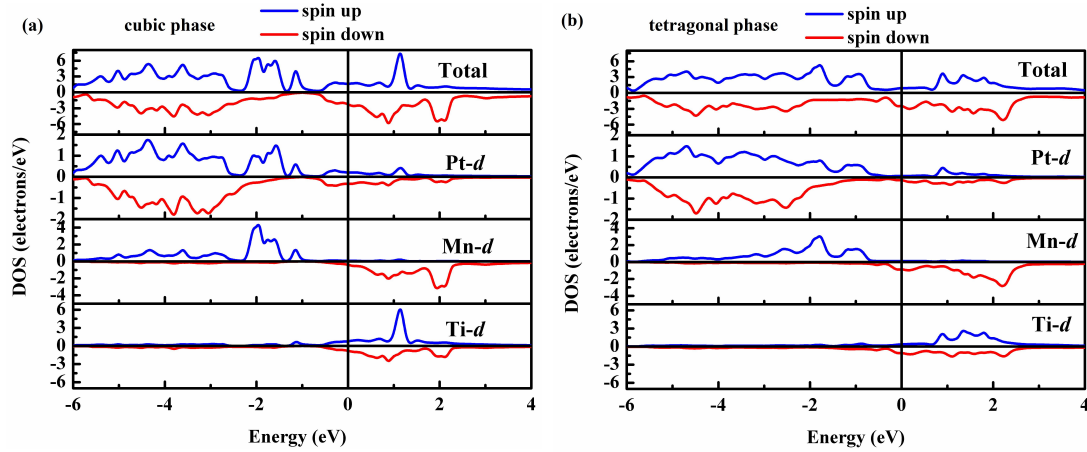 (a) cubic phase
spin up
spin down
DOS (electrons/eV)
6
3
0
-3
-6
Total
2
1
0
-1
-2
Pt-d
4
2
0
-2
-4
Mn-d
6
3
0
-3
-6
Ti-d
-6 -4 -2 0 2 4
Energy (eV)
(b) tetragonal phase
spin up
spin down
DOS (electrons/eV)
6
3
0
-3
-6
Total
2
1
0
-1
-2
Pt-d
4
2
0
-2
-4
Mn-d
6
3
0
-3
-6
Ti-d
-6 -4 -2 0 2 4
Energy (eV)